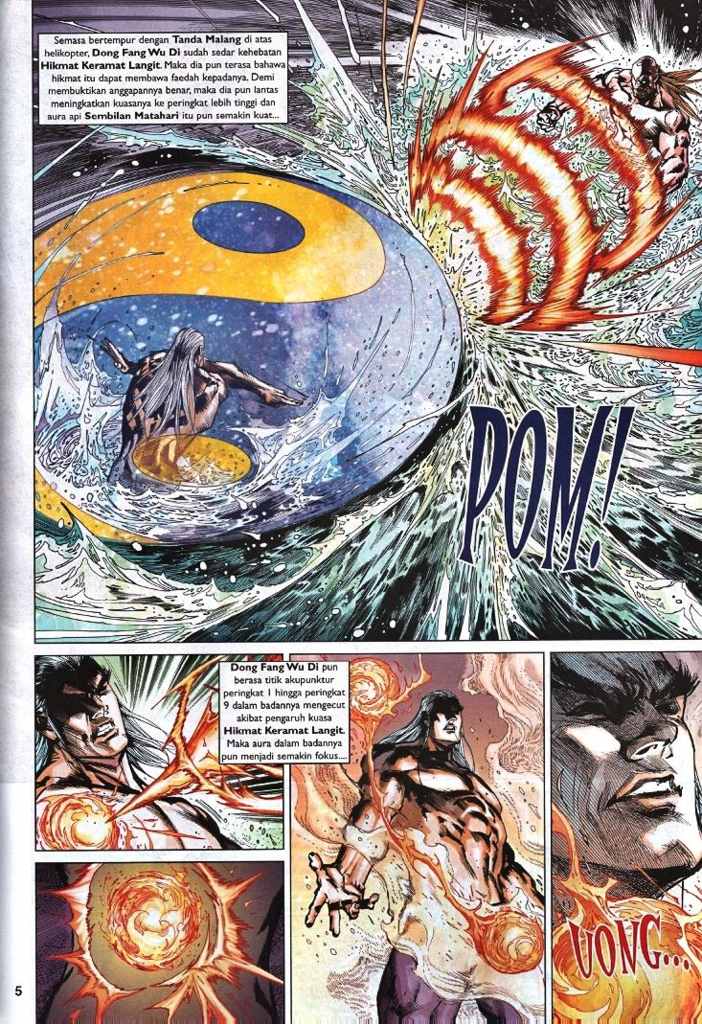 Semasa bertempur dengan Tanda Malang di atas
helikopter, Dong Fang Wu Di sudah sedar kehebatan
Hikmat Keramat Langit. Maka dia pun terasa bahawa
hikmat itu dapat membawa faedah kepadanya. Demi
membuktikan anggapannya benar, maka dia pun lantas
meningkatkan kuasanya ke peringkat lebih tinggi dan
aura api Sembilan Matahari itu pun semakin kuat...
POM!
Dong Fang Wu Di pun
berasa titik akupunktur
peringkat 1 hingga peringkat
9 dalam badannya mengecut
akibat pengaruh kuasa
Hikmat Keramat Langit.
Maka aura dalam badannya
pun menjadi semakin fokus....
UONG...
5